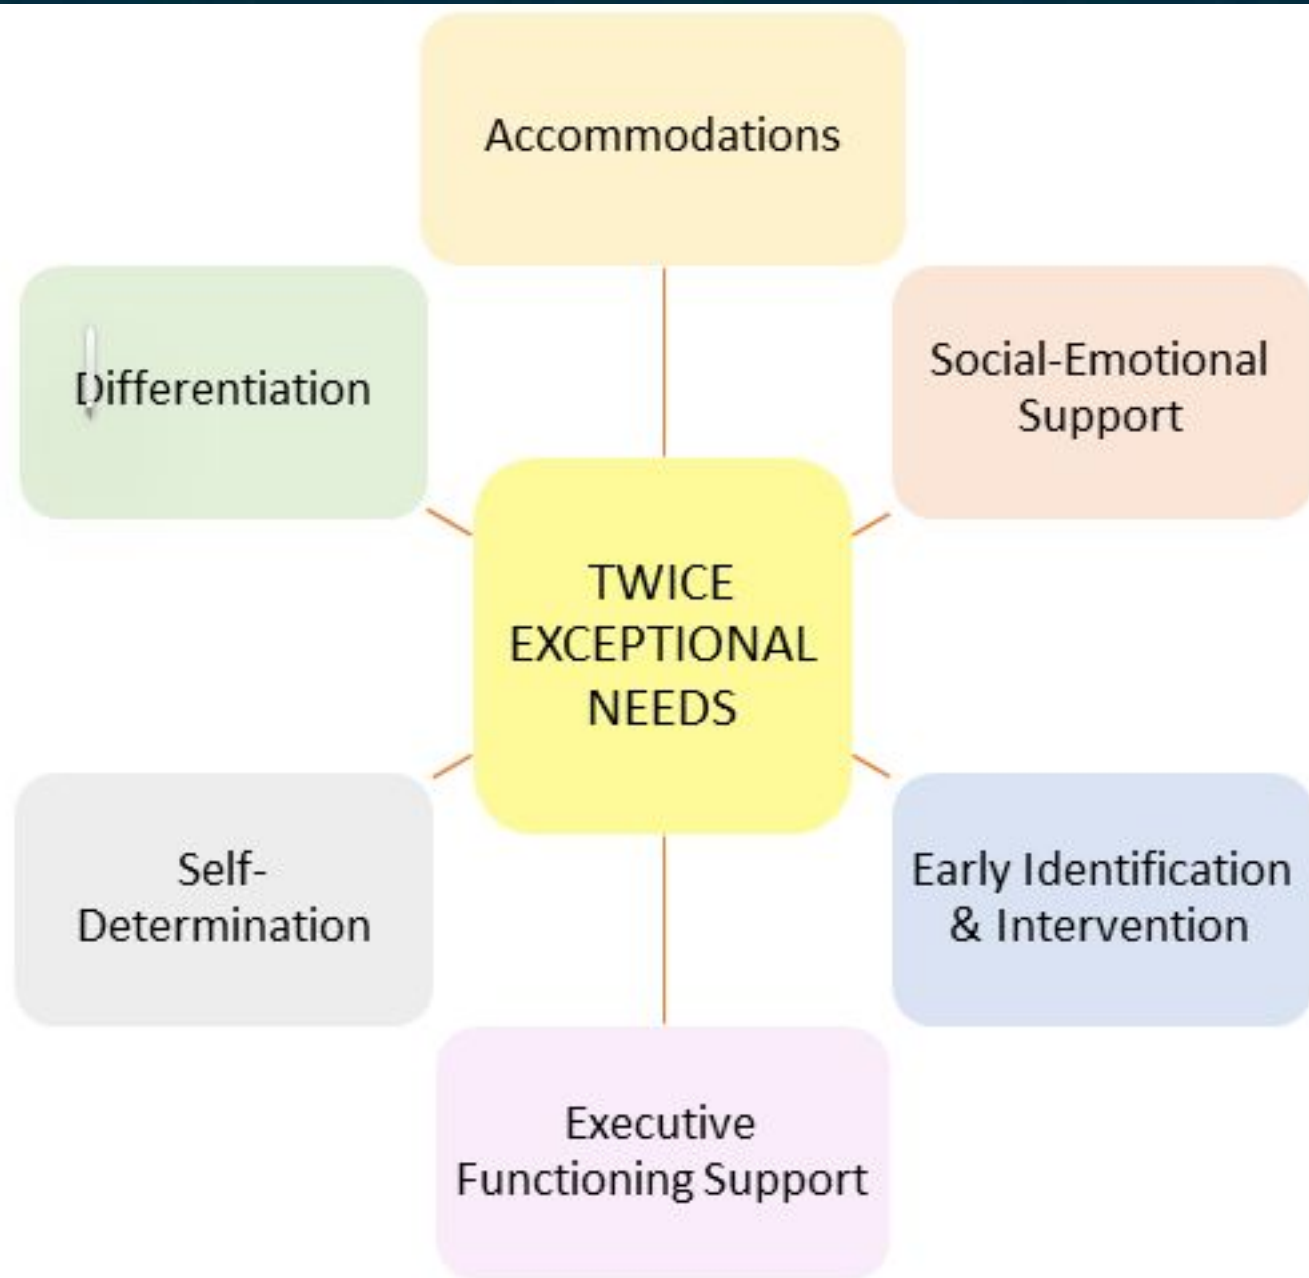 Accommodations
Differentiation
Social-Emotional
Support
TWICE
EXCEPTIONAL
NEEDS
Self-
Determination
Early Identification
& Intervention
Executive
Functioning Support